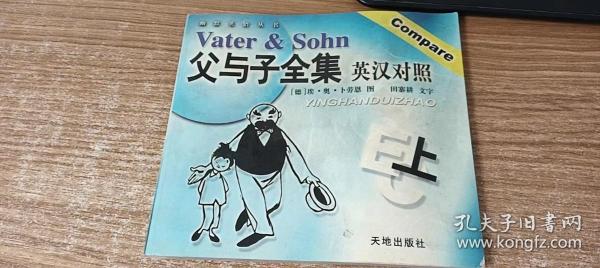 Compare
Vater & Sohn
父与子全集 英汉对照
[德]埃·奥·卜劳恩 图 田寨耕 文字
YINGHANDUIZHAO
上
天地出版社
孔夫子旧书网
www.kongfz.com